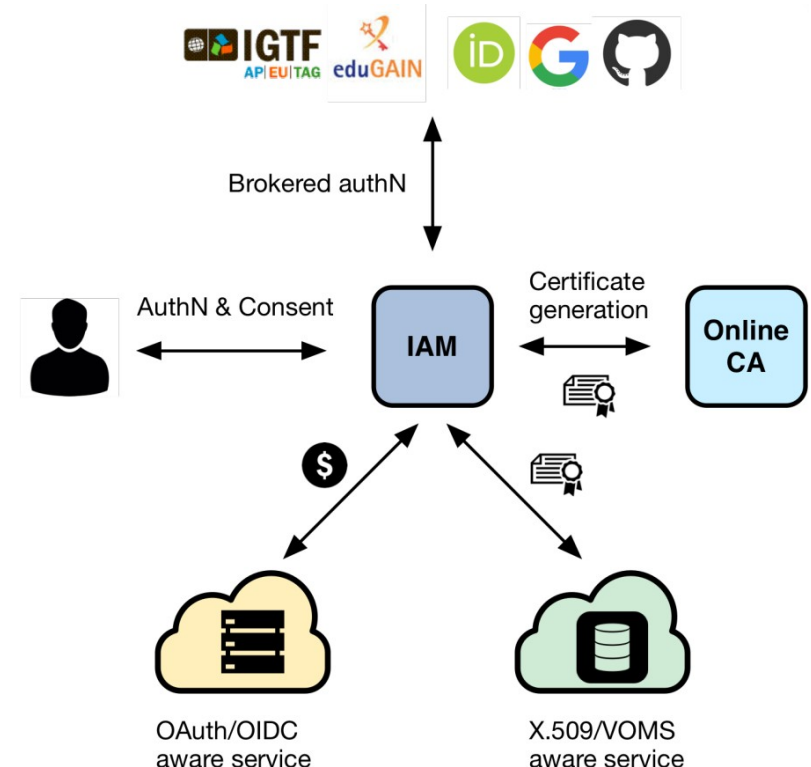 IGTF
AP|EU|TAG
eduGAIN
iD
G
Brokered authN
AuthN & Consent
IAM
Certificate
generation
Online
CA
$
OAuth/OIDC
aware service
X.509/VOMS
aware service